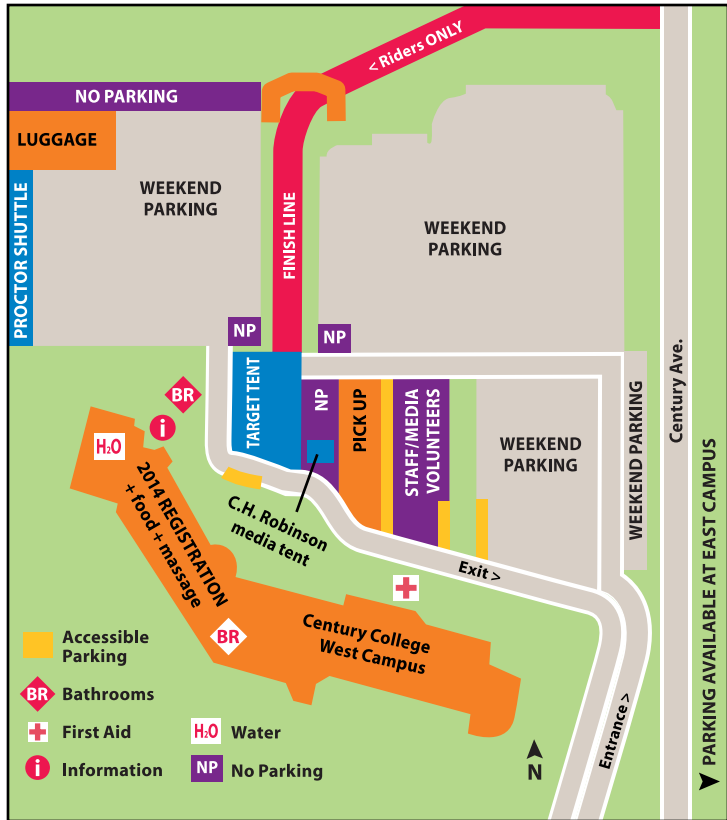 < Riders ONLY
NO PARKING
LUGGAGE
PROCTOR SHUTTLE
WEEKEND
PARKING
FINISH LINE
WEEKEND
PARKING
Century Ave.
NP
NP
TARGET TENT
NP
PICK UP
STAFF/MEDIA
VOLUNTEERS
WEEKEND
PARKING
WEEKEND PARKING
BR
i
H₂O
2014 REGISTRATION
+ food + massage
C.H. Robinson
media tent
Exit >
BR
Century College
West Campus
Entrance >
PARKING AVAILABLE AT EAST CAMPUS
Accessible
Parking
BR Bathrooms
First Aid
i Information
H₂O Water
NP No Parking
N